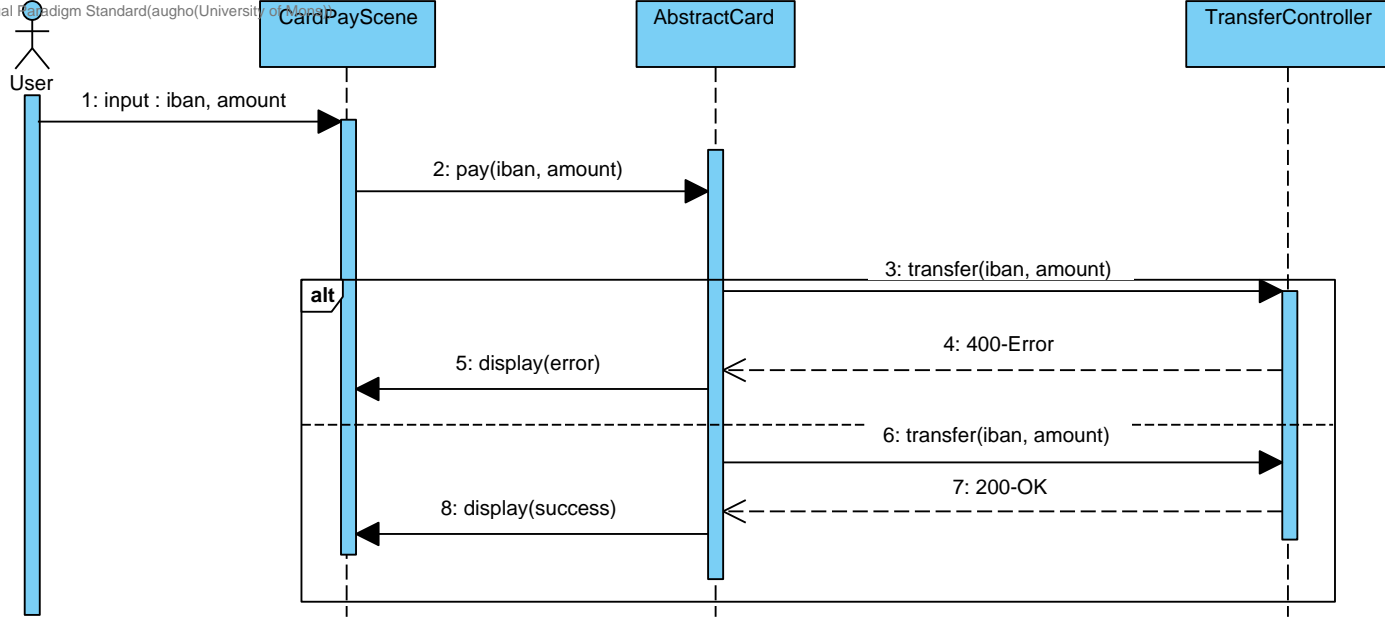 al Paradigm Standard(augho(University of Mons))
CardPayScene
AbstractCard
TransferController
User
1: input : iban, amount
2: pay(iban, amount)
3: transfer(iban, amount)
alt
4: 400-Error
5: display(error)
6: transfer(iban, amount)
7: 200-OK
8: display(success)